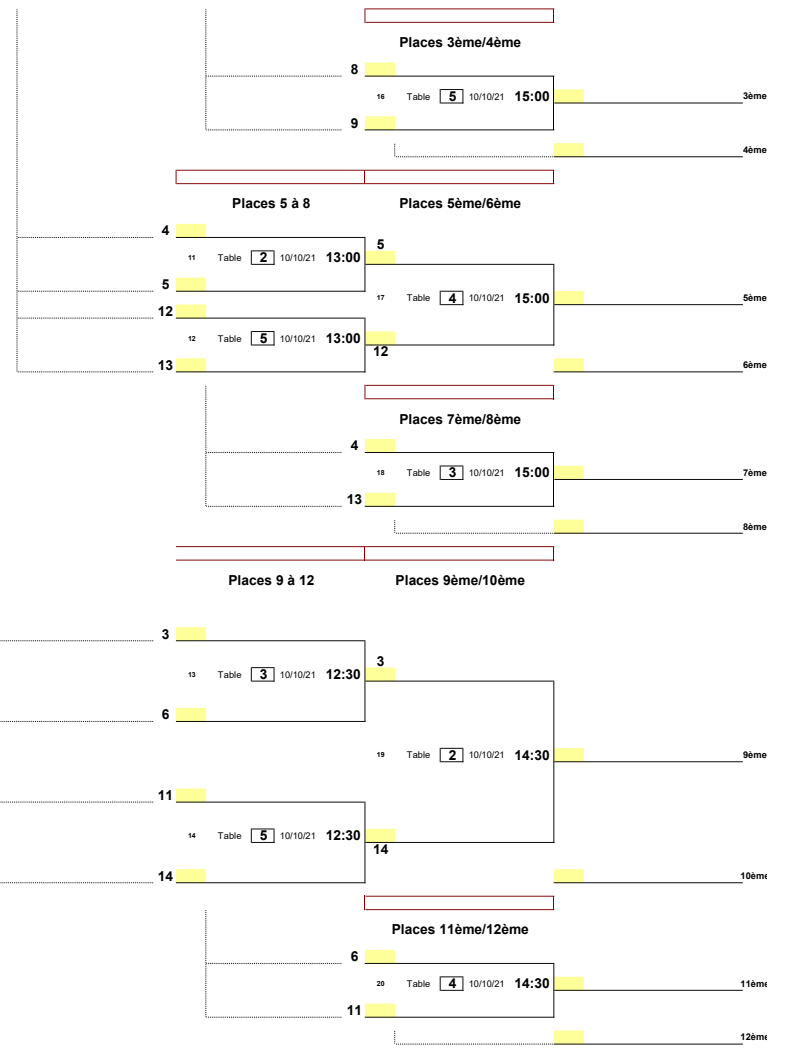 Places 3ème/4ème
8
16 Table 5 10/10/21 15:00 3ème
9
4ème
Places 5 à 8 Places 5ème/6ème
4
5
11 Table 2 10/10/21 13:00
5
17 Table 4 10/10/21 15:00 5ème
12
12 Table 5 10/10/21 13:00
12
13 6ème
Places 7ème/8ème
4
18 Table 3 10/10/21 15:00 7ème
13
8ème
Places 9 à 12 Places 9ème/10ème
3
3
13 Table 3 10/10/21 12:30
6
19 Table 2 10/10/21 14:30 9ème
11
14 Table 5 10/10/21 12:30
14
14 10ème
Places 11ème/12ème
6
20 Table 4 10/10/21 14:30 11ème
11
12ème